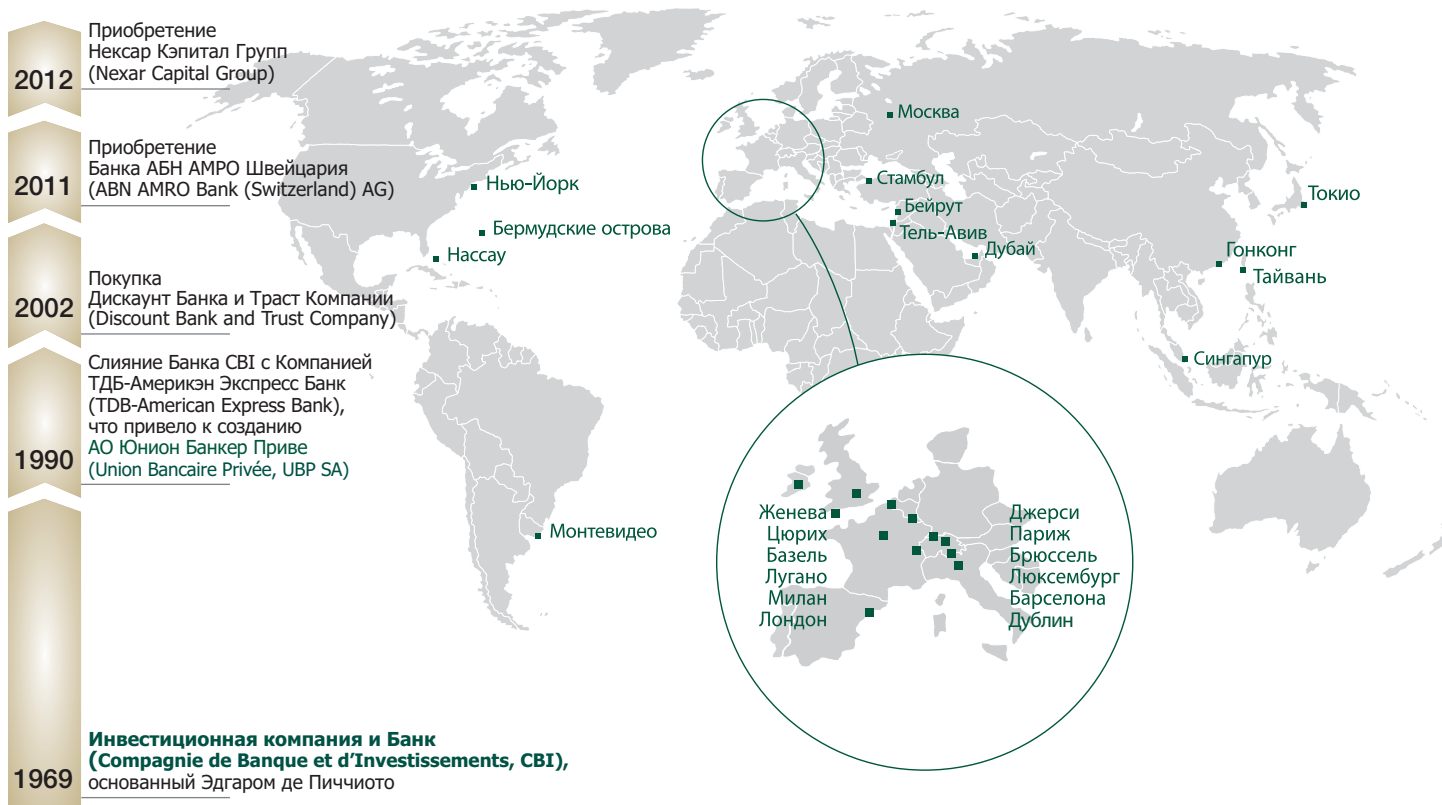 2012
Приобретение
Нексар Кэпитал Групп
(Nexar Capital Group)
2011
Приобретение
Банка АБН АМРО Швейцария
(ABN AMRO Bank (Switzerland) AG)
2002
Покупка
Дискаунт Банка и Траст Компании
(Discount Bank and Trust Company)
1990
Слияние Банка CBI с Компанией
ТДБ-Америкэн Экспресс Банк
(TDB-American Express Bank),
что привело к созданию
АО Юнион Банкер Приве
(Union Bancaire Privée, UBP SA)
1969
Инвестиционная компания и Банк
(Compagnie de Banque et d’Investissements, CBI),
основанный Эдгаром де Пиччиото
Нью-Йорк
Бермудские острова
Нассау
Монтевидео
Москва
Стамбул
Бейрут
Тель-Авив
Дубай
Токио
Гонконг
Тайвань
Сингапур
Женева
Цюрих
Базель
Лугано
Милан
Лондон
Джерси
Париж
Брюссель
Люксембург
Барселона
Дублин